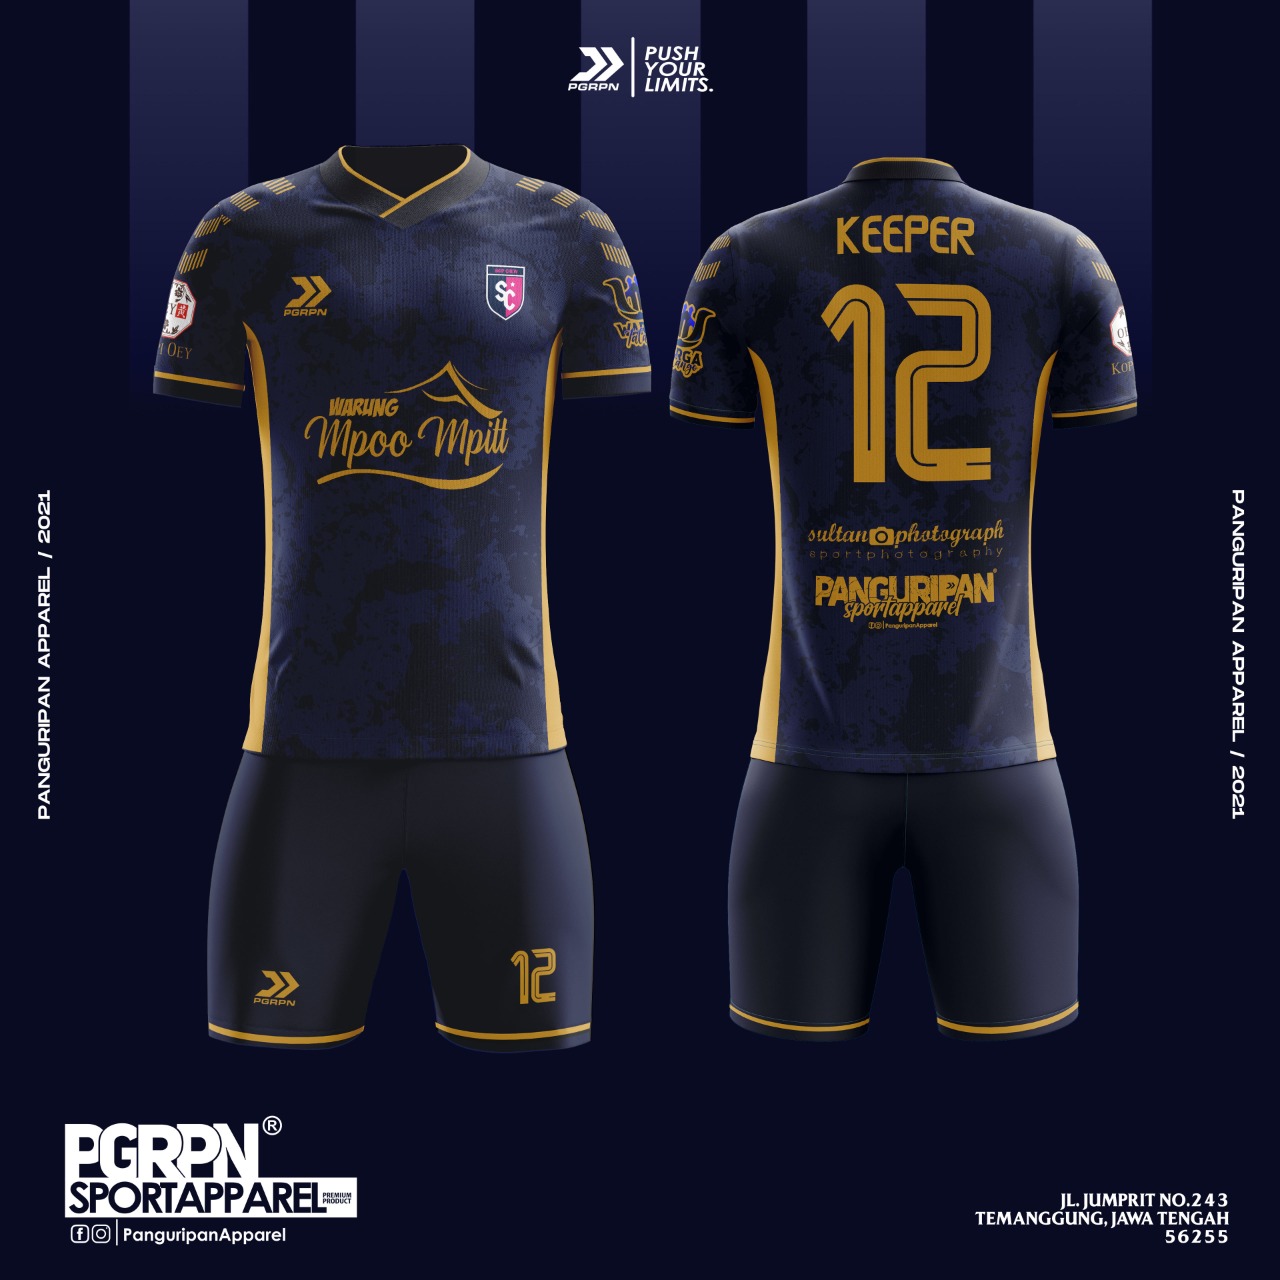 PGRPN
PUSH
YOUR
LIMITS.
PGRPN
SC
OEY
WARUNG
Mpoo Mpitt
PGRPN
12
KEEPER
12
sultan photograph
sportphotography
PANGURIPAN
sportapparel
PanguripanApparel
PANGURIPAN APPAREL / 2021
PANGURIPAN APPAREL / 2021
PGRPN®
SPORTAPPAREL PREMIUM
PRODUCT
PanguripanApparel
JL. JUMPRIT NO.243
TEMANGGUNG, JAWA TENGAH
56255